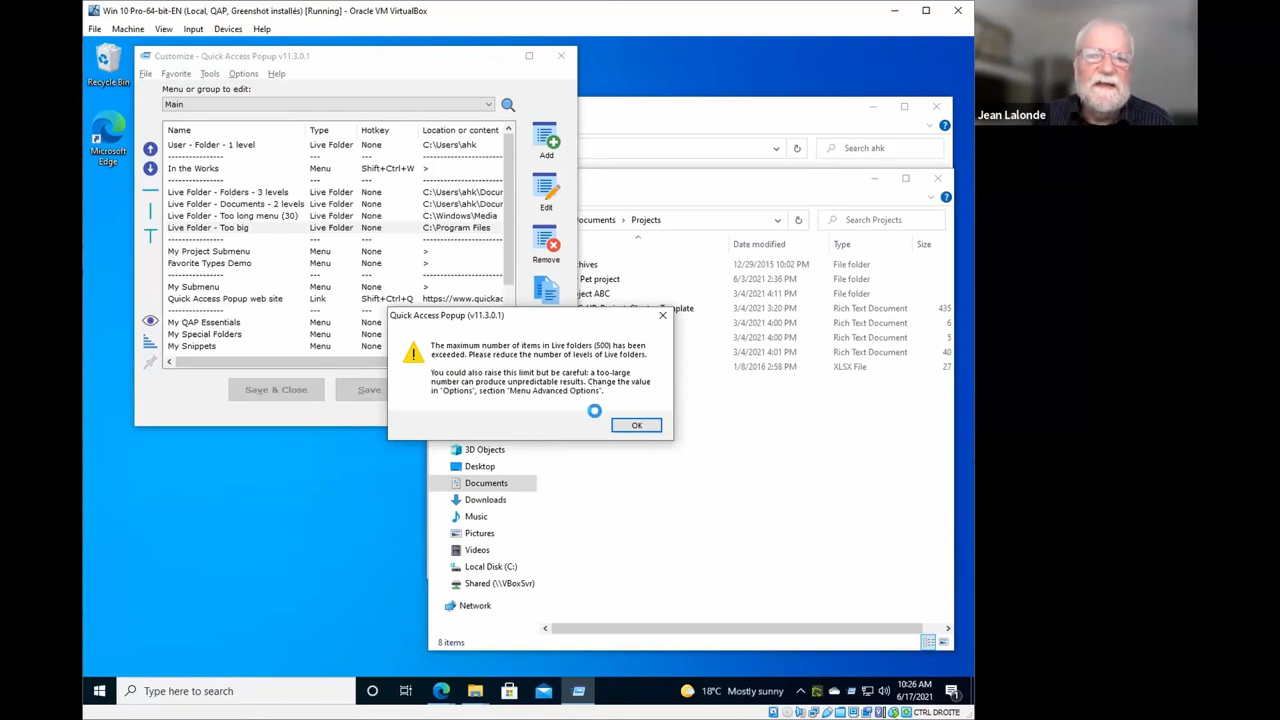 Win 10 Pro-64-bit-EN (Local, QAP, Greenshot installés) [Running] - Oracle VM VirtualBox
File Machine View Input Devices Help
Recycle Bin
Microsoft
Edge
Customize - Quick Access Popup v11.3.0.1
File Favorite Tools Options Help
Menu or group to edit:
Main
Name Type Hotkey Location or content
User - Folder - 1 level Live Folder None C:\Users\ahk
--------------- --- --- ---------------
In the Works Menu Shift+Ctrl+W >
--------------- --- --- ---------------
Live Folder - Folders - 3 levels Live Folder None C:\Users\ahk\Docur
Live Folder - Documents - 2 levels Live Folder None C:\Users\ahk\Docur
Live Folder - Too long menu (30) Live Folder None C:\Windows\Media
Live Folder - Too big Live Folder None C:\Program Files
--------------- --- --- ---------------
My Project Submenu Menu None >
Favorite Types Demo Menu None >
--------------- --- --- ---------------
My Submenu Menu None >
Quick Access Popup web site Link Shift+Ctrl+Q https://www.quickac
--------------- --- ---
My QAP Essentials Menu
My Special Folders Menu
My Snippets Menu
Save & Close
Save
Add
Edit
Remove
Quick Access Popup (v11.3.0.1)
The maximum number of items in Live folders (500) has been
exceeded. Please reduce the number of levels of Live folders.
You could also raise this limit but be careful: a too-large
number can produce unpredictable results. Change the value
in "Options", section "Menu Advanced Options".
OK
Search ahk
Documents > Projects
Search Projects
Date modified Type Size
chives 12/29/2015 10:02 PM File folder
Pet project 6/3/2021 2:36 PM File folder
ject ABC 3/4/2021 4:11 PM File folder
Template 3/4/2021 3:20 PM Rich Text Document 435
3/4/2021 4:00 PM Rich Text Document 6
3/4/2021 4:00 PM Rich Text Document 5
3/4/2021 4:01 PM Rich Text Document 40
1/8/2016 2:58 PM XLSX File 27
3D Objects
Desktop
Documents
Downloads
Music
Pictures
Videos
Local Disk (C:)
Shared (\\VBoxSvr)
Network
8 items
Type here to search
18°C Mostly sunny
10:26 AM
6/17/2021
1
CTRL DROITE
Jean Lalonde